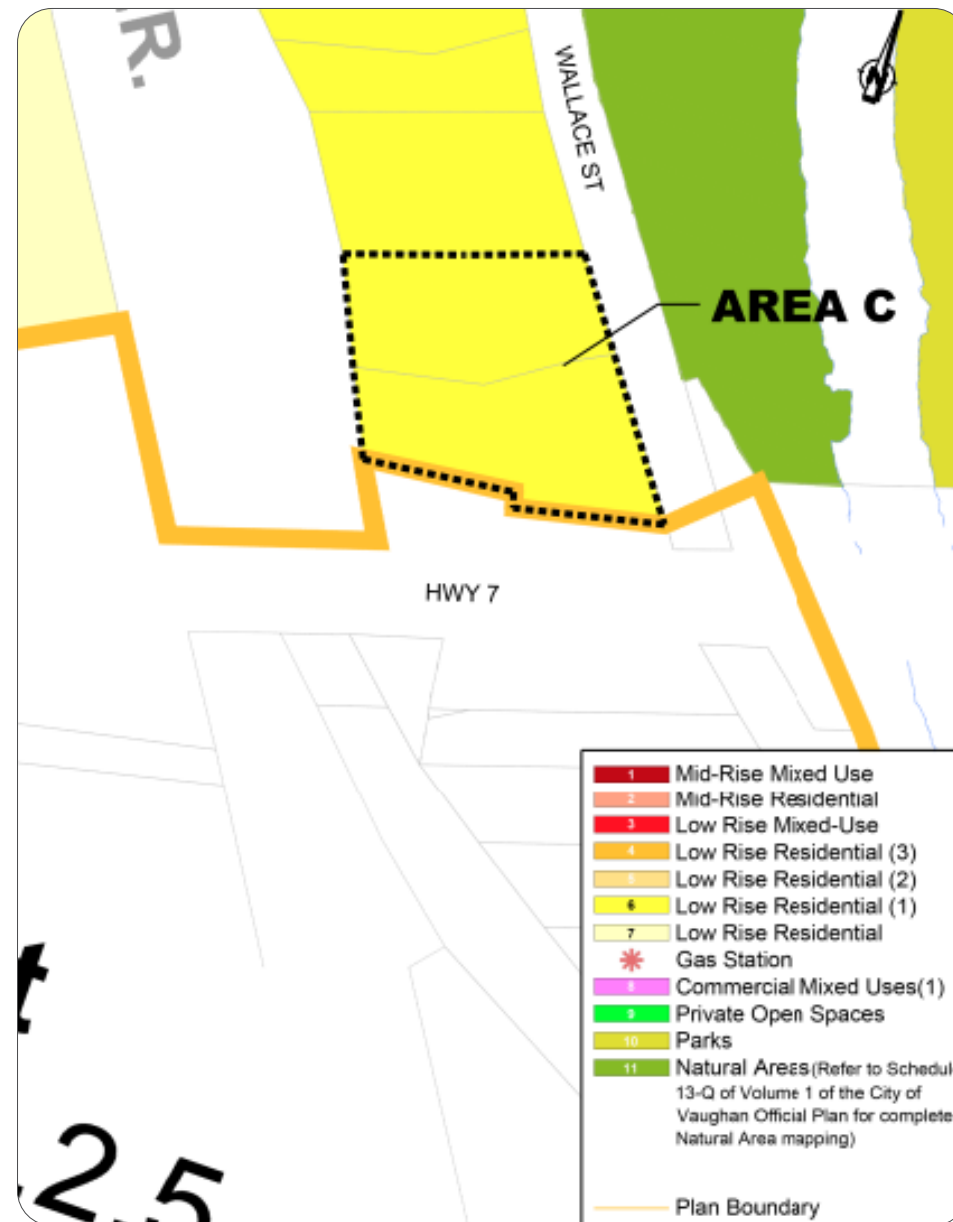 R.
WALLACE ST
N
AREA C
HWY 7
t
2.5
1 Mid-Rise Mixed Use
2 Mid-Rise Residential
3 Low Rise Mixed-Use
4 Low Rise Residential (3)
5 Low Rise Residential (2)
6 Low Rise Residential (1)
7 Low Rise Residential
Gas Station
8 Commercial Mixed Uses(1)
9 Private Open Spaces
10 Parks
11 Natural Areas (Refer to Schedul
13-Q of Volume 1 of the City of
Vaughan Official Plan for complete
Natural Area mapping)
Plan Boundary